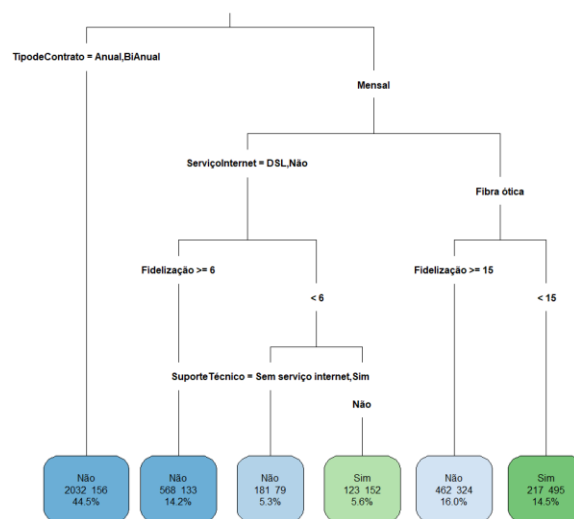 TipodeContrato = Anual,BiAnual
Mensal
ServiçoInternet = DSL,Não
Fibra ótica
Fidelização >= 6
Fidelização >= 15
< 6
< 15
SuporteTécnico = Sem serviço internet,Sim
Não
Não
2032 156
44.5%
Não
568 133
14.2%
Não
181 79
5.3%
Sim
123 152
5.6%
Não
462 324
16.0%
Sim
217 495
14.5%